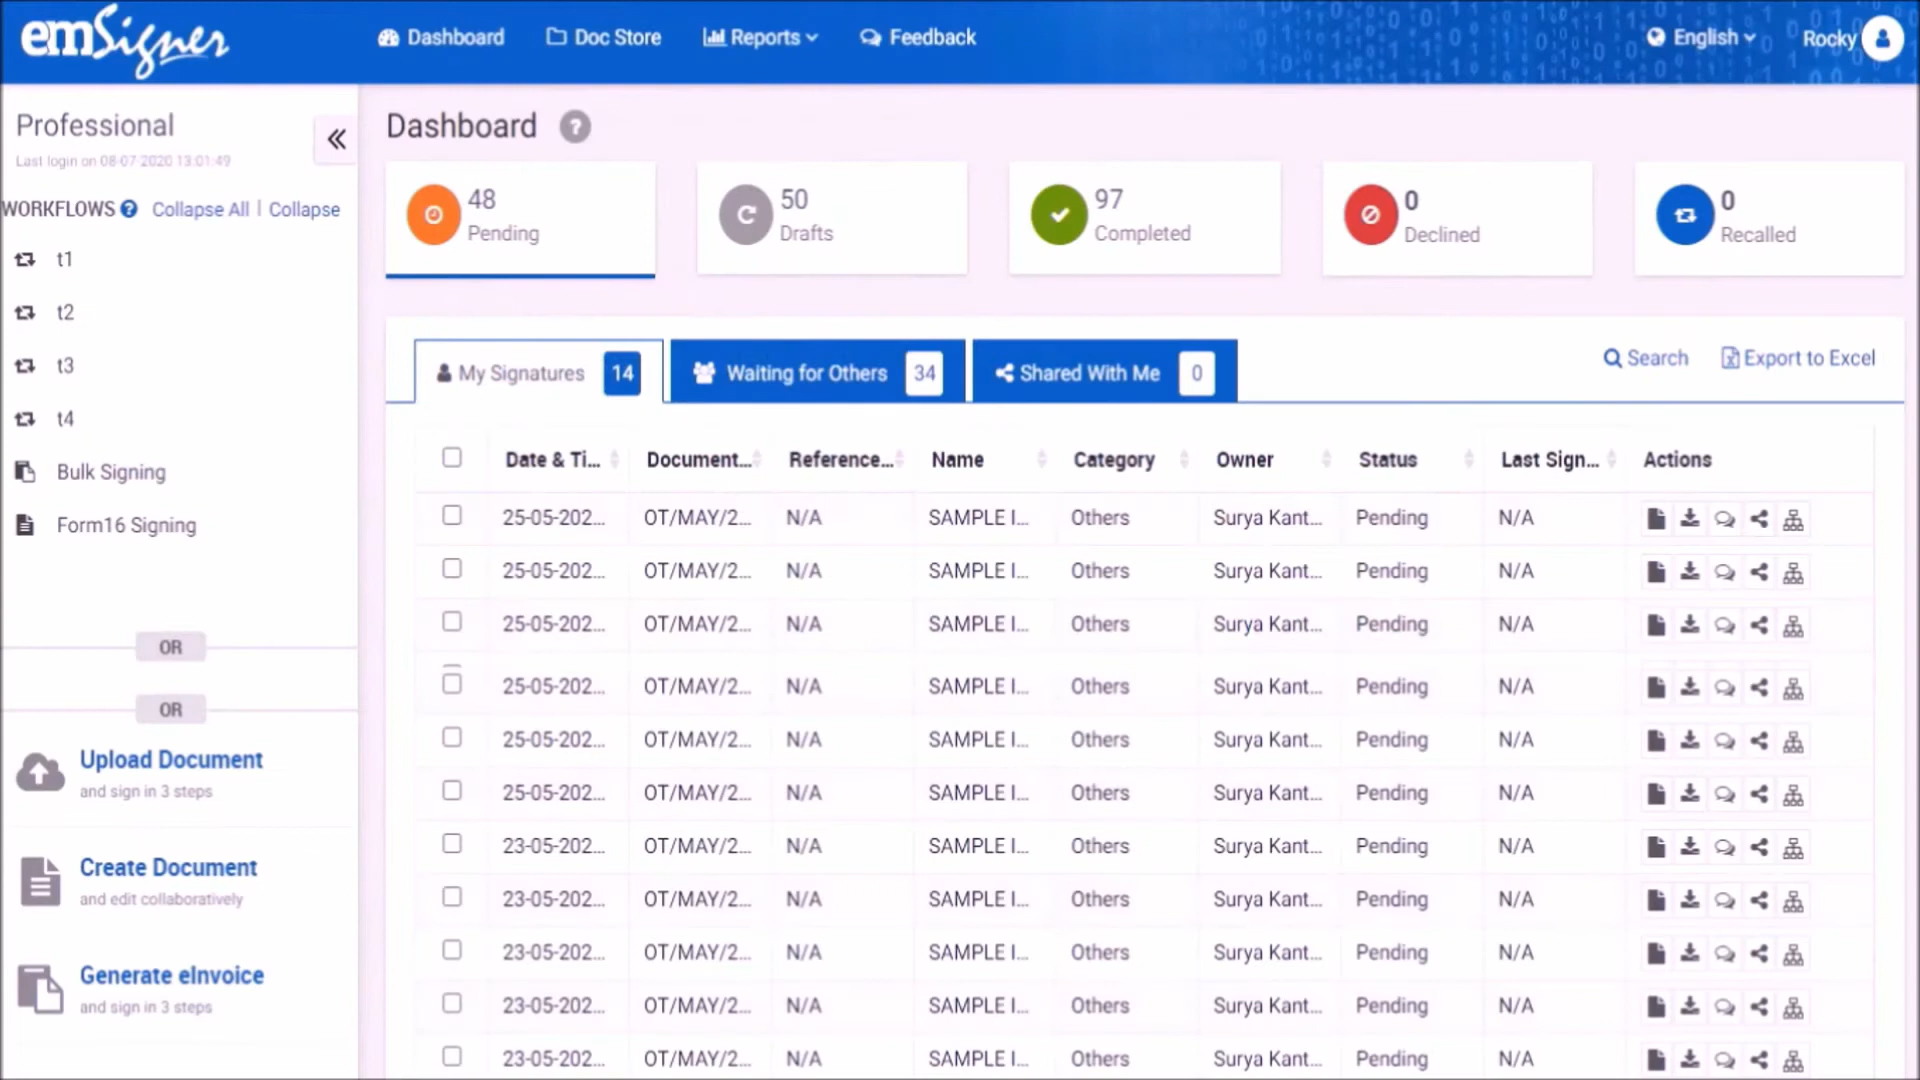 emSigner
Dashboard
Doc Store
Reports
Feedback
English
Rocky
Professional
Last login on 08-07-2020 13:01:49
WORKFLOWS ? Collapse All | Collapse
t1
t2
t3
t4
Bulk Signing
Form16 Signing
OR
OR
Upload Document
and sign in 3 steps
Create Document
and edit collaboratively
Generate eInvoice
and sign in 3 steps
Dashboard ?
48
Pending
50
Drafts
97
Completed
0
Declined
0
Recalled
My Signatures 14
Waiting for Others 34
Shared With Me 0
Search
Export to Excel
Date & Ti... Document... Reference... Name Category Owner Status Last Sign... Actions
25-05-202... OT/MAY/2... N/A SAMPLE I... Others Surya Kant... Pending N/A
25-05-202... OT/MAY/2... N/A SAMPLE I... Others Surya Kant... Pending N/A
25-05-202... OT/MAY/2... N/A SAMPLE I... Others Surya Kant... Pending N/A
25-05-202... OT/MAY/2... N/A SAMPLE I... Others Surya Kant... Pending N/A
25-05-202... OT/MAY/2... N/A SAMPLE I... Others Surya Kant... Pending N/A
25-05-202... OT/MAY/2... N/A SAMPLE I... Others Surya Kant... Pending N/A
23-05-202... OT/MAY/2... N/A SAMPLE I... Others Surya Kant... Pending N/A
23-05-202... OT/MAY/2... N/A SAMPLE I... Others Surya Kant... Pending N/A
23-05-202... OT/MAY/2... N/A SAMPLE I... Others Surya Kant... Pending N/A
23-05-202... OT/MAY/2... N/A SAMPLE I... Others Surya Kant... Pending N/A
23-05-202... OT/MAY/2... N/A SAMPLE I... Others Surya Kant... Pending N/A